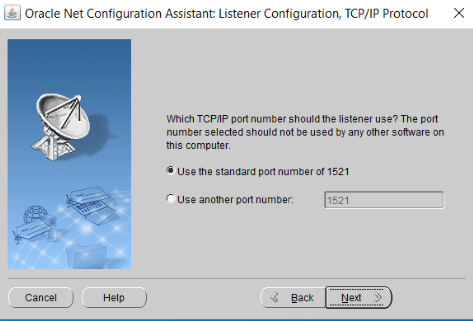 Oracle Net Configuration Assistant: Listener Configuration, TCP/IP Protocol
Which TCP/IP port number should the listener use? The port
number selected should not be used by any other software on
this computer.
Use the standard port number of 1521
Use another port number: 1521
Cancel Help Back Next